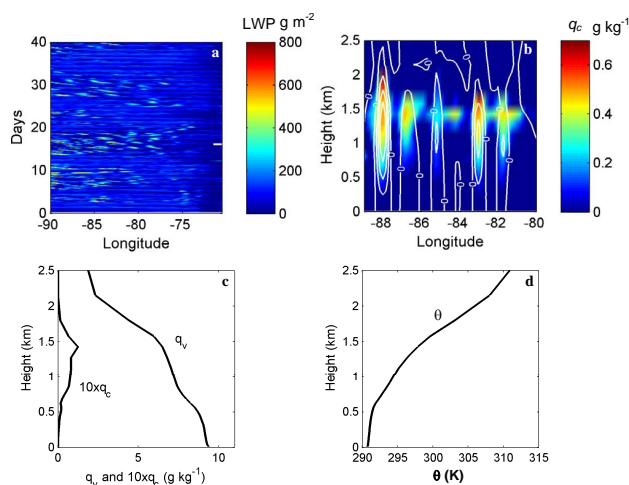 LWP g m-2
800
600
400
200
0
a
40
30
20
10
0
Days
-90 -85 -80 -75
Longitude
qc g kg-1
0.6
0.4
0.2
0
b
2.5
2
1.5
1
0.5
0
Height (km)
-88 -86 -84 -82 -80
Longitude
c
2.5
2
1.5
1
0.5
0
Height (km)
qv
10xqc
0 5 10
qv and 10xqc (g kg-1)
d
2.5
2
1.5
1
0.5
0
Height (km)
θ
290 295 300 305 310 315
θ (K)